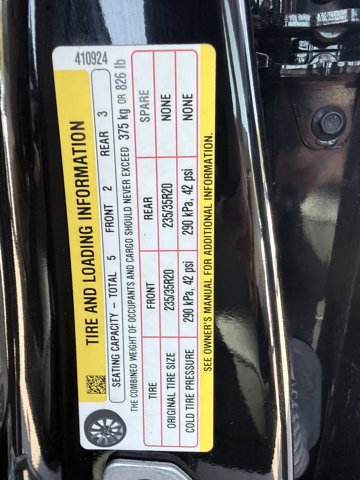 410924
TIRE AND LOADING INFORMATION
SEATING CAPACITY – TOTAL 5 FRONT 2 REAR 3
THE COMBINED WEIGHT OF OCCUPANTS AND CARGO SHOULD NEVER EXCEED 375 kg OR 826 lb
TIRE FRONT REAR SPARE
ORIGINAL TIRE SIZE 235/35R20 235/35R20 NONE
COLD TIRE PRESSURE 290 kPa, 42 psi 290 kPa, 42 psi NONE
SEE OWNER'S MANUAL FOR ADDITIONAL INFORMATION.